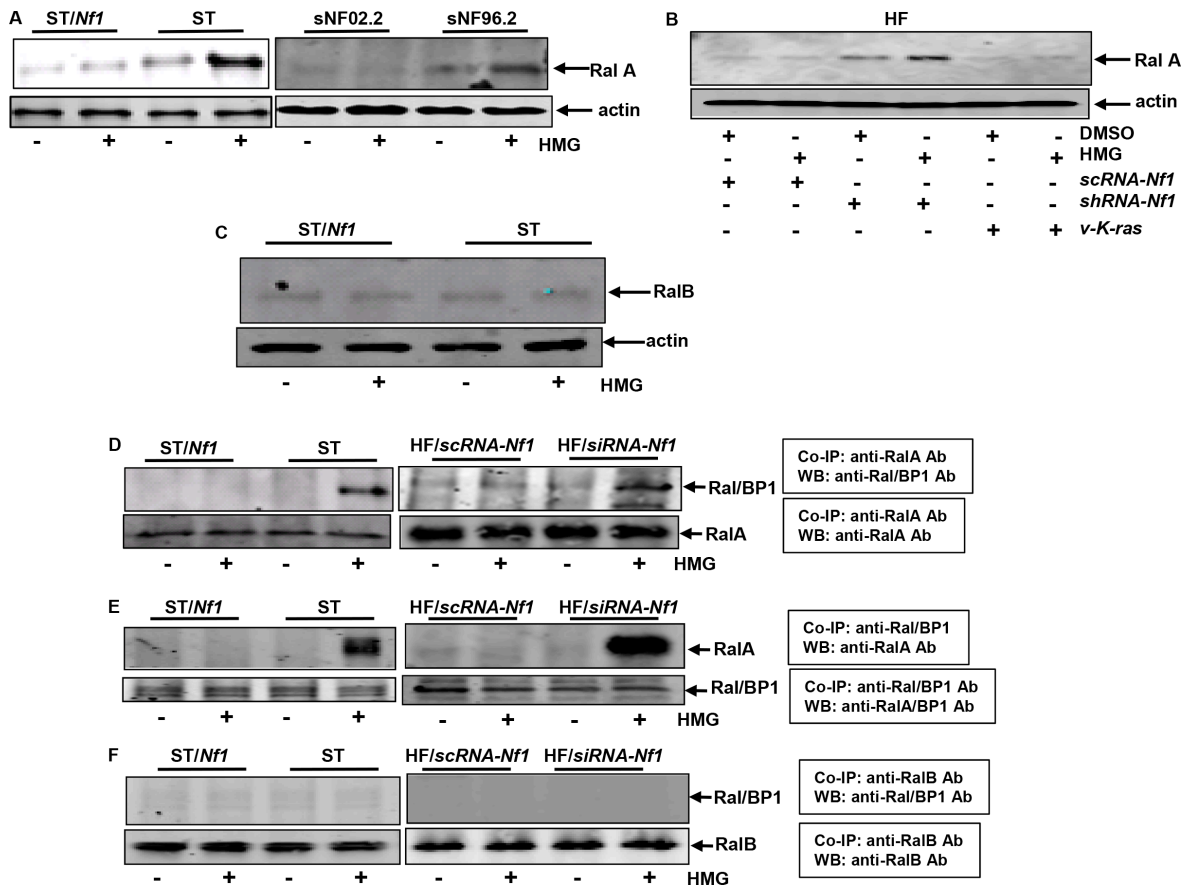 A
ST/Nf1 ST sNF02.2 sNF96.2
Ral A
actin
- + - + - + - + HMG
B
HF
Ral A
actin
+ - + - + - DMSO
- + - + - + HMG
+ + - - - - scRNA-Nf1
- - + + - - shRNA-Nf1
- - - - + + v-K-ras
C
ST/Nf1 ST
RalB
actin
- + - + HMG
D
ST/Nf1 ST HF/scRNA-Nf1 HF/siRNA-Nf1
Ral/BP1
RalA
- + - + - + - + HMG
Co-IP: anti-RalA Ab
WB: anti-Ral/BP1 Ab
Co-IP: anti-RalA Ab
WB: anti-RalA Ab
E
ST/Nf1 ST HF/scRNA-Nf1 HF/siRNA-Nf1
RalA
Ral/BP1
- + - + - + - + HMG
Co-IP: anti-Ral/BP1
WB: anti-RalA Ab
Co-IP: anti-Ral/BP1 Ab
WB: anti-RalA/BP1 Ab
F
ST/Nf1 ST HF/scRNA-Nf1 HF/siRNA-Nf1
Ral/BP1
RalB
- + - + - + - + HMG
Co-IP: anti-RalB Ab
WB: anti-Ral/BP1 Ab
Co-IP: anti-RalB Ab
WB: anti-RalB Ab